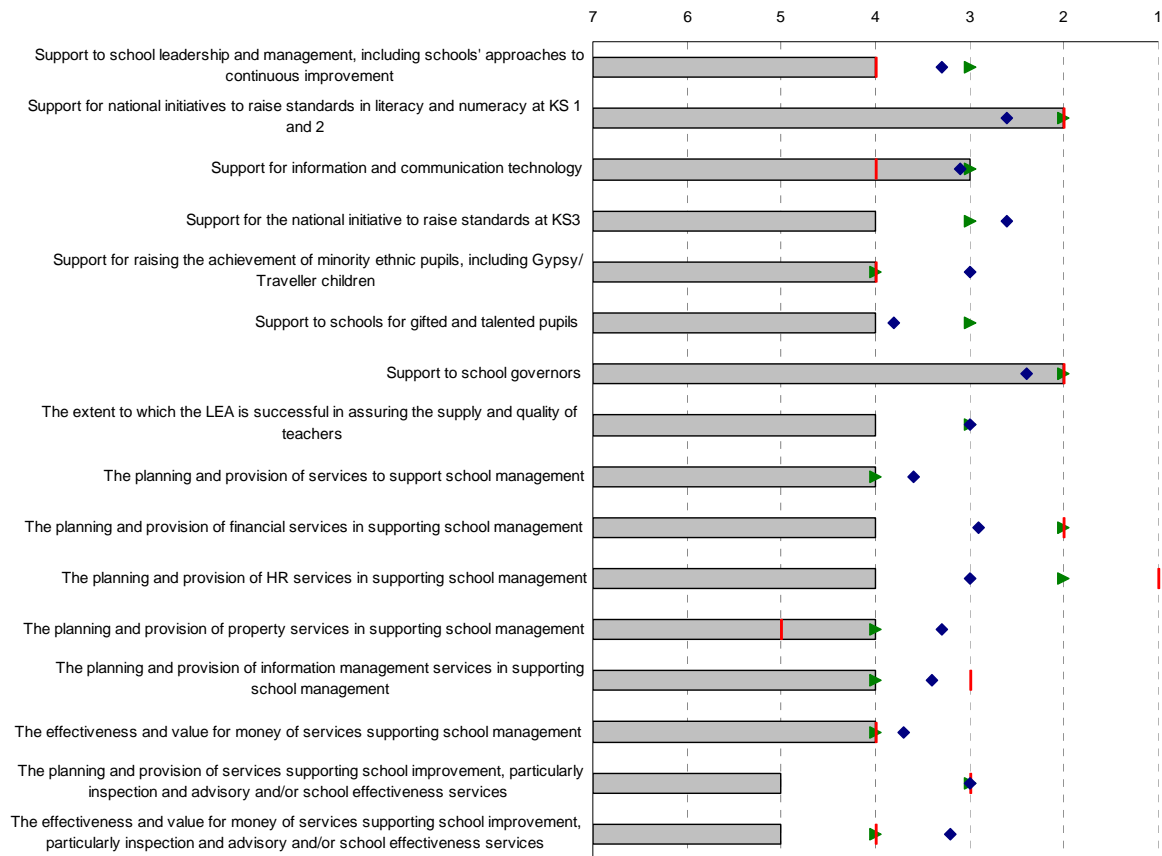 7 6 5 4 3 2 1
Support to school leadership and management, including schools' approaches to
continuous improvement
Support for national initiatives to raise standards in literacy and numeracy at KS 1
and 2
Support for information and communication technology
Support for the national initiative to raise standards at KS3
Support for raising the achievement of minority ethnic pupils, including Gypsy/
Traveller children
Support to schools for gifted and talented pupils
Support to school governors
The extent to which the LEA is successful in assuring the supply and quality of
teachers
The planning and provision of services to support school management
The planning and provision of financial services in supporting school management
The planning and provision of HR services in supporting school management
The planning and provision of property services in supporting school management
The planning and provision of information management services in supporting
school management
The effectiveness and value for money of services supporting school management
The planning and provision of services supporting school improvement, particularly
inspection and advisory and/or school effectiveness services
The effectiveness and value for money of services supporting school improvement,
particularly inspection and advisory and/or school effectiveness services